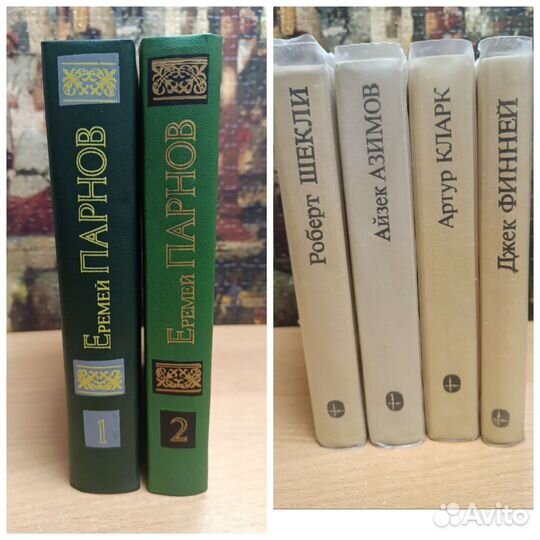 Еремей ПАРНОВ
1
Еремей ПАРНОВ
2
Роберт ШЕКЛИ
Айзек АЗИМОВ
Артур КЛАРК
Джек ФИННЕЙ
Avito